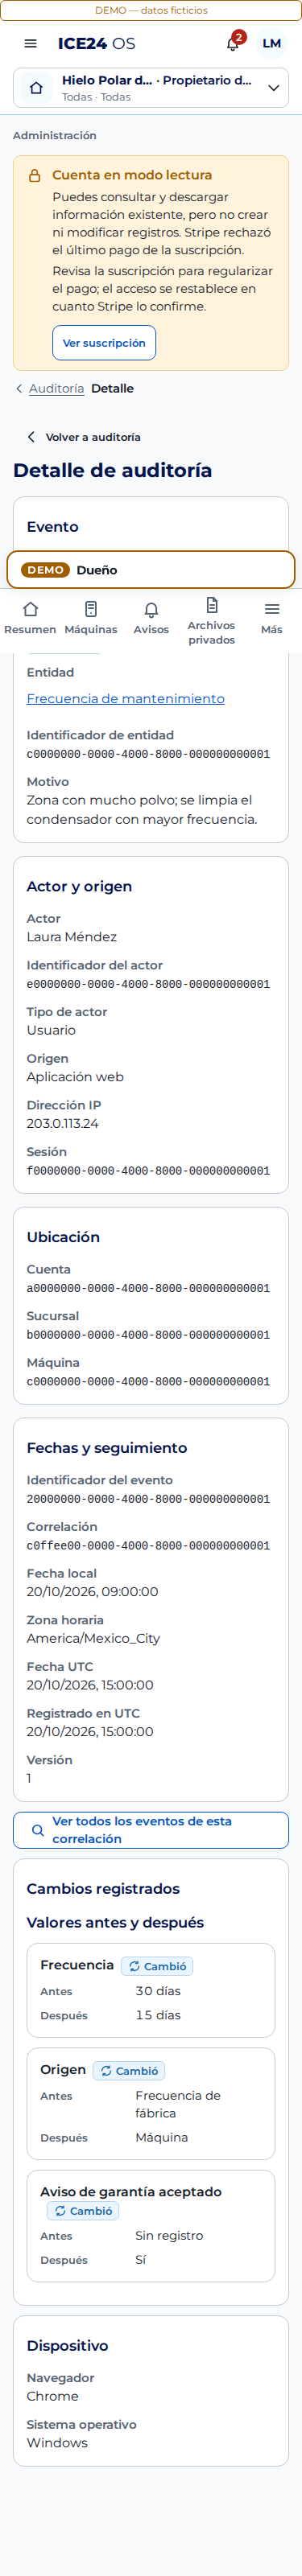 DEMO — datos ficticios
ICE24 OS
2
LM
Hielo Polar d... · Propietario d...
Todas · Todas
Administración
Cuenta en modo lectura
Puedes consultar y descargar
información existente, pero no crear
ni modificar registros. Stripe rechazó
el último pago de la suscripción.
Revisa la suscripción para regularizar
el pago; el acceso se restablece en
cuanto Stripe lo confirme.
Ver suscripción
Auditoría Detalle
Volver a auditoría
Detalle de auditoría
Evento
DEMO Dueño
Resumen
Máquinas
Avisos
Archivos
privados
Más
Entidad
Frecuencia de mantenimiento
Identificador de entidad
c0000000-0000-4000-8000-000000000001
Motivo
Zona con mucho polvo; se limpia el
condensador con mayor frecuencia.
Actor y origen
Actor
Laura Méndez
Identificador del actor
e0000000-0000-4000-8000-000000000001
Tipo de actor
Usuario
Origen
Aplicación web
Dirección IP
203.0.113.24
Sesión
f0000000-0000-4000-8000-000000000001
Ubicación
Cuenta
a0000000-0000-4000-8000-000000000001
Sucursal
b0000000-0000-4000-8000-000000000001
Máquina
c0000000-0000-4000-8000-000000000001
Fechas y seguimiento
Identificador del evento
20000000-0000-4000-8000-000000000001
Correlación
c0ffee00-0000-4000-8000-000000000001
Fecha local
20/10/2026, 09:00:00
Zona horaria
America/Mexico_City
Fecha UTC
20/10/2026, 15:00:00
Registrado en UTC
20/10/2026, 15:00:00
Versión
1
Ver todos los eventos de esta
correlación
Cambios registrados
Valores antes y después
Frecuencia Cambió
Antes 30 días
Después 15 días
Origen Cambió
Antes Frecuencia de
fábrica
Después Máquina
Aviso de garantía aceptado
Cambió
Antes Sin registro
Después Sí
Dispositivo
Navegador
Chrome
Sistema operativo
Windows